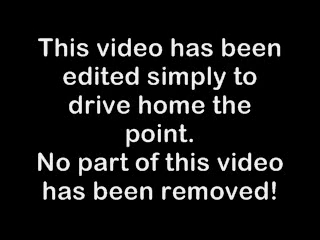 This video has been
edited simply to
drive home the
point.
No part of this video
has been removed!